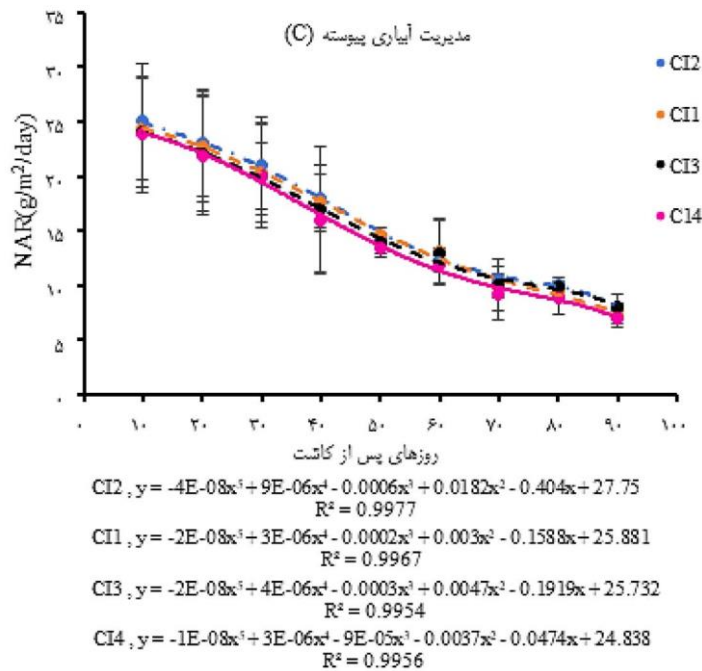 مدیریت آبیاری پیوسته (C)
NAR(g/m²/day)
۳۵
۳۰
۲۵
۲۰
۱۵
۱۰
۵
۰
۰ ۱۰ ۲۰ ۳۰ ۴۰ ۵۰ ۶۰ ۷۰ ۸۰ ۹۰ ۱۰۰
روزهای پس از کاشت
CI2
CI1
CI3
C14
CI2 , y = -4E-08x⁵ + 9E-06x⁴ - 0.0006x³ + 0.0182x² - 0.404x + 27.75
R² = 0.9977
CI1 , y = -2E-08x⁵ + 3E-06x⁴ - 0.0002x³ + 0.003x² - 0.1588x + 25.881
R² = 0.9967
CI3 , y = -2E-08x⁵ + 4E-06x⁴ - 0.0003x³ + 0.0047x² - 0.1919x + 25.732
R² = 0.9954
CI4 , y = -1E-08x⁵ + 3E-06x⁴ - 9E-05x³ - 0.0037x² - 0.0474x + 24.838
R² = 0.9956